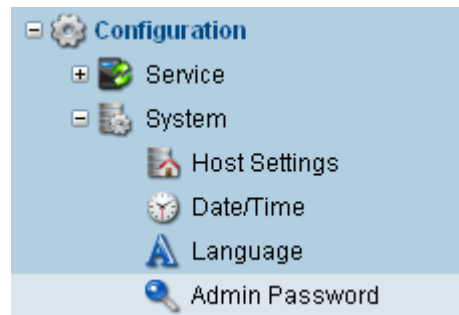 Configuration
Service
System
Host Settings
Date/Time
Language
Admin Password